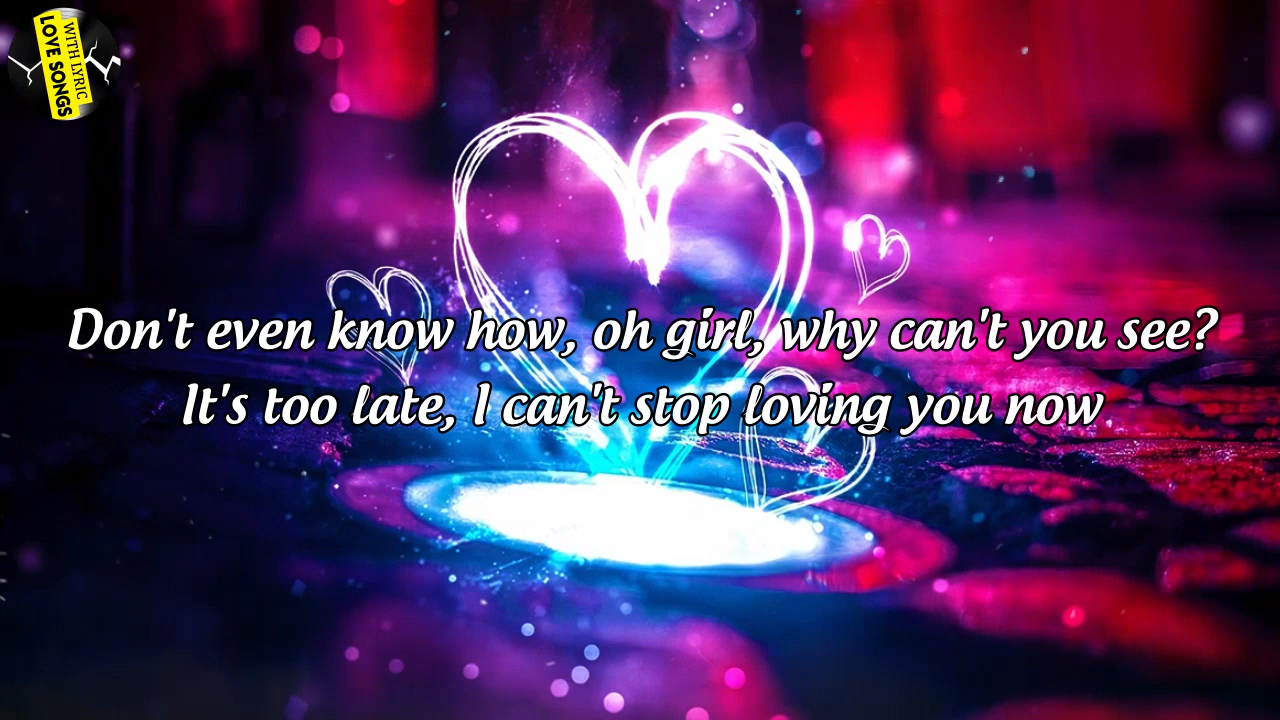 WITH LYRIC
LOVE SONGS
Don't even know how, oh girl, why can't you see?
It's too late, I can't stop loving you now